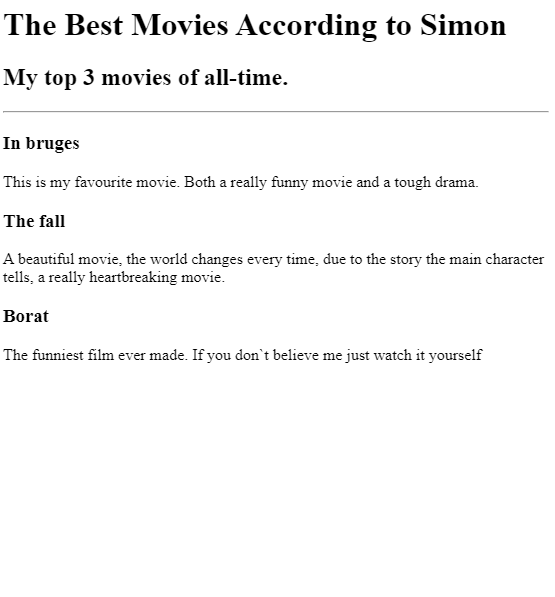 The Best Movies According to Simon
My top 3 movies of all-time.
In bruges
This is my favourite movie. Both a really funny movie and a tough drama.
The fall
A beautiful movie, the world changes every time, due to the story the main character
tells, a really heartbreaking movie.
Borat
The funniest film ever made. If you don`t believe me just watch it yourself